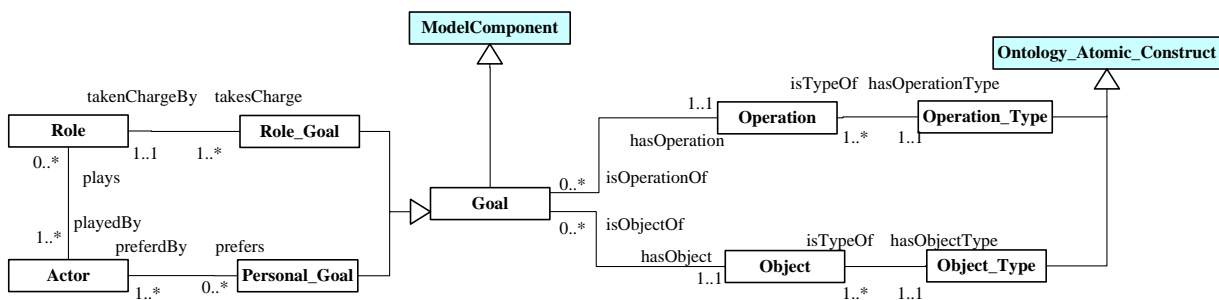 ModelComponent
Ontology_Atomic_Construct
takenChargeBy takesCharge
isTypeOf hasOperationType
1..1
Role
Role_Goal
Operation
Operation_Type
0..*
1..1
1..*
hasOperation
1..*
1..1
plays
0..*
isOperationOf
Goal
playedBy
0..*
isObjectOf
1..*
preferdBy prefers
isTypeOf hasObjectType
hasObject
Actor
Personal_Goal
1..1
Object
Object_Type
1..*
0..*
1..*
1..1